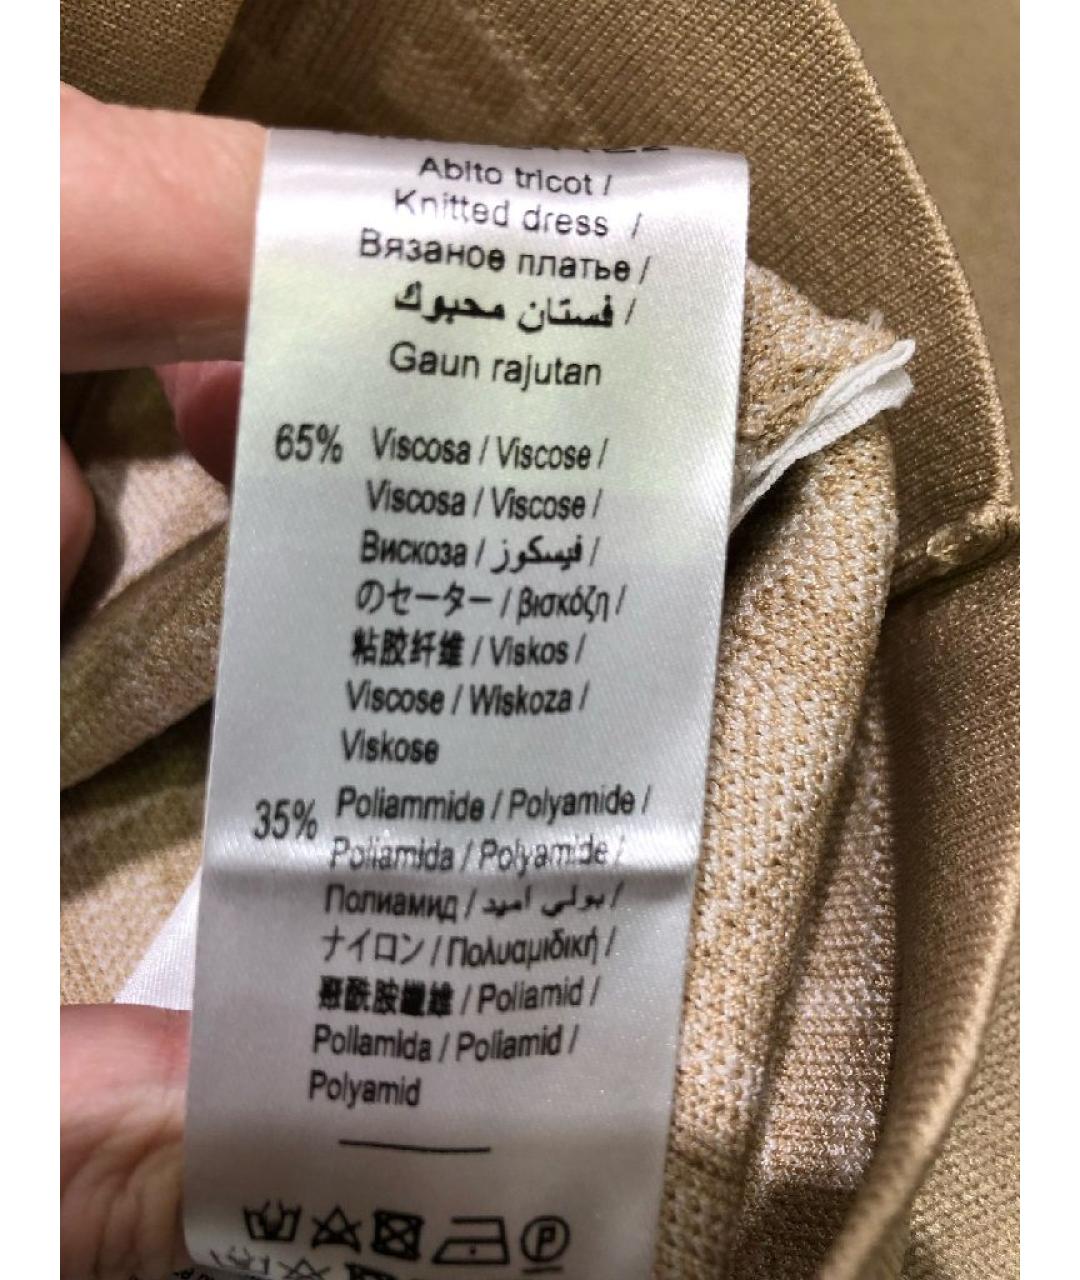 Abito tricot /
Knitted dress /
Вязаное платье /
فستان محبوك /
Gaun rajutan
65% Viscosa / Viscose /
Viscosa / Viscose /
Вискоза / فيسكوز /
のセーター / βισκόζη /
粘胶纤维 / Viskos /
Viscose / Wiskoza /
Viskose
35% Poliammide / Polyamide /
Poliamida / Polyamide /
Полиамид / بولي اميد /
ナイロン / Πολυαμιδική /
聚酰胺纖維 / Poliamid /
Poliamida / Poliamid /
Polyamid
P